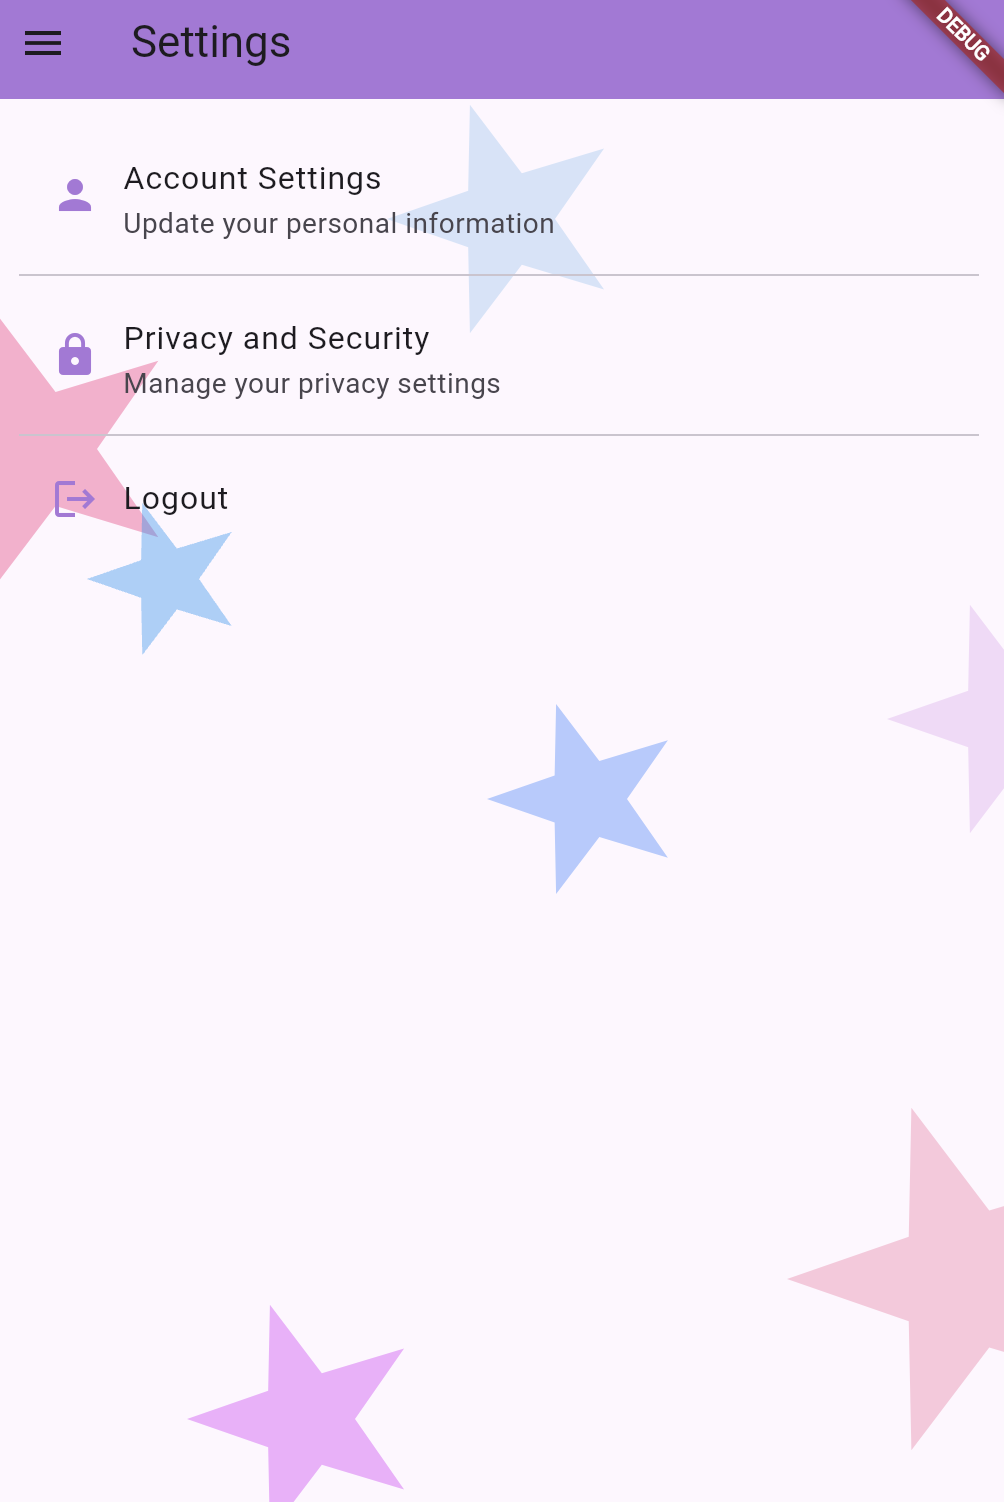 Settings
DEBUG
Account Settings
Update your personal information
Privacy and Security
Manage your privacy settings
Logout